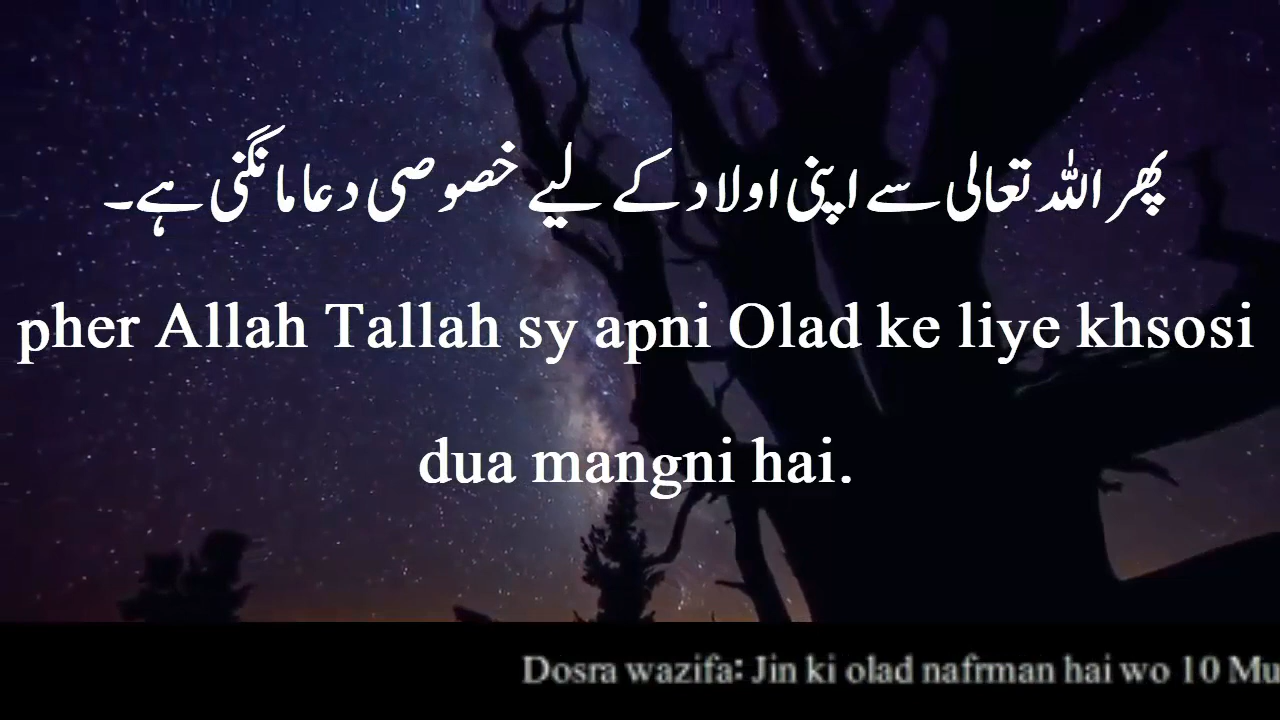 پھر اللہ تعالی سے اپنی اولاد کے لیے خصوصی دعا مانگنی ہے۔
pher Allah Tallah sy apni Olad ke liye khsosi
dua mangni hai.
Dosra wazifa: Jin ki olad nafrman hai wo 10 Mu